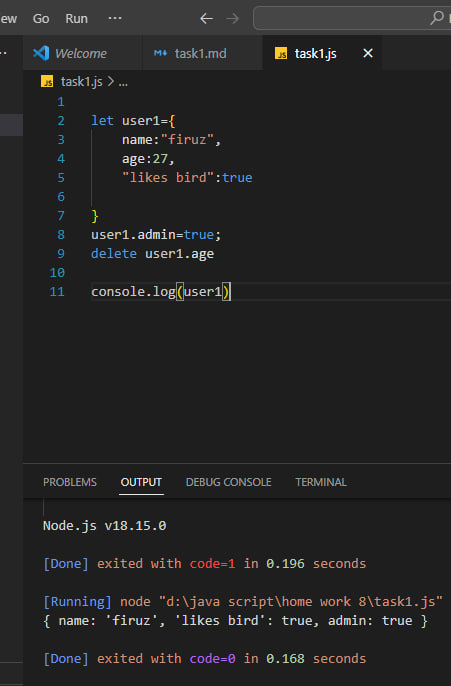 ew Go Run ...
Welcome task1.md JS task1.js
JS task1.js > ...
1
2 let user1={
3 name:"firuz",
4 age:27,
5 "likes bird":true
6
7 }
8 user1.admin=true;
9 delete user1.age
10
11 console.log(user1)
PROBLEMS OUTPUT DEBUG CONSOLE TERMINAL
Node.js v18.15.0
[Done] exited with code=1 in 0.196 seconds
[Running] node "d:\java script\home work 8\task1.js"
{ name: 'firuz', 'likes bird': true, admin: true }
[Done] exited with code=0 in 0.168 seconds